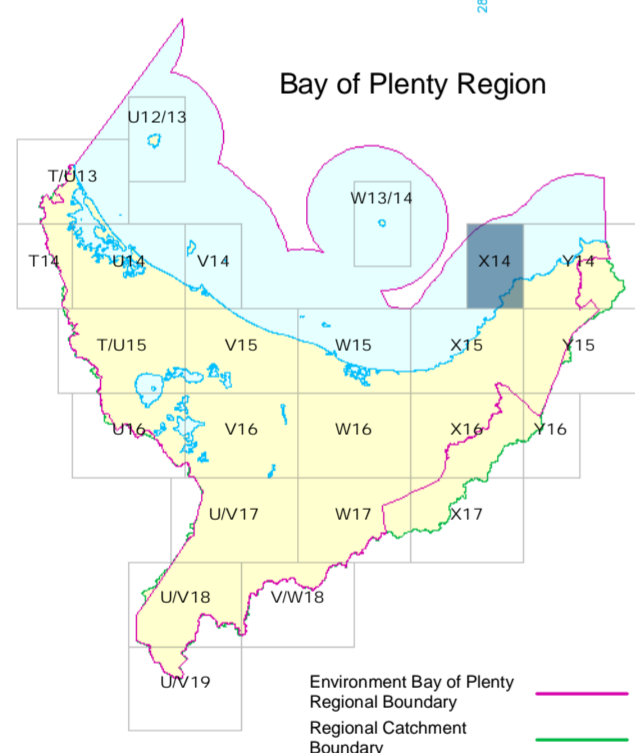 28
Bay of Plenty Region
U12/13
T/U13
W13/14
T14
U14
V14
X14
Y14
T/U15
V15
W15
X15
Y15
U16
V16
W16
X16
Y16
U/V17
W17
X17
U/V18
V/W18
U/V19
Environment Bay of Plenty
Regional Boundary
Regional Catchment
Boundary